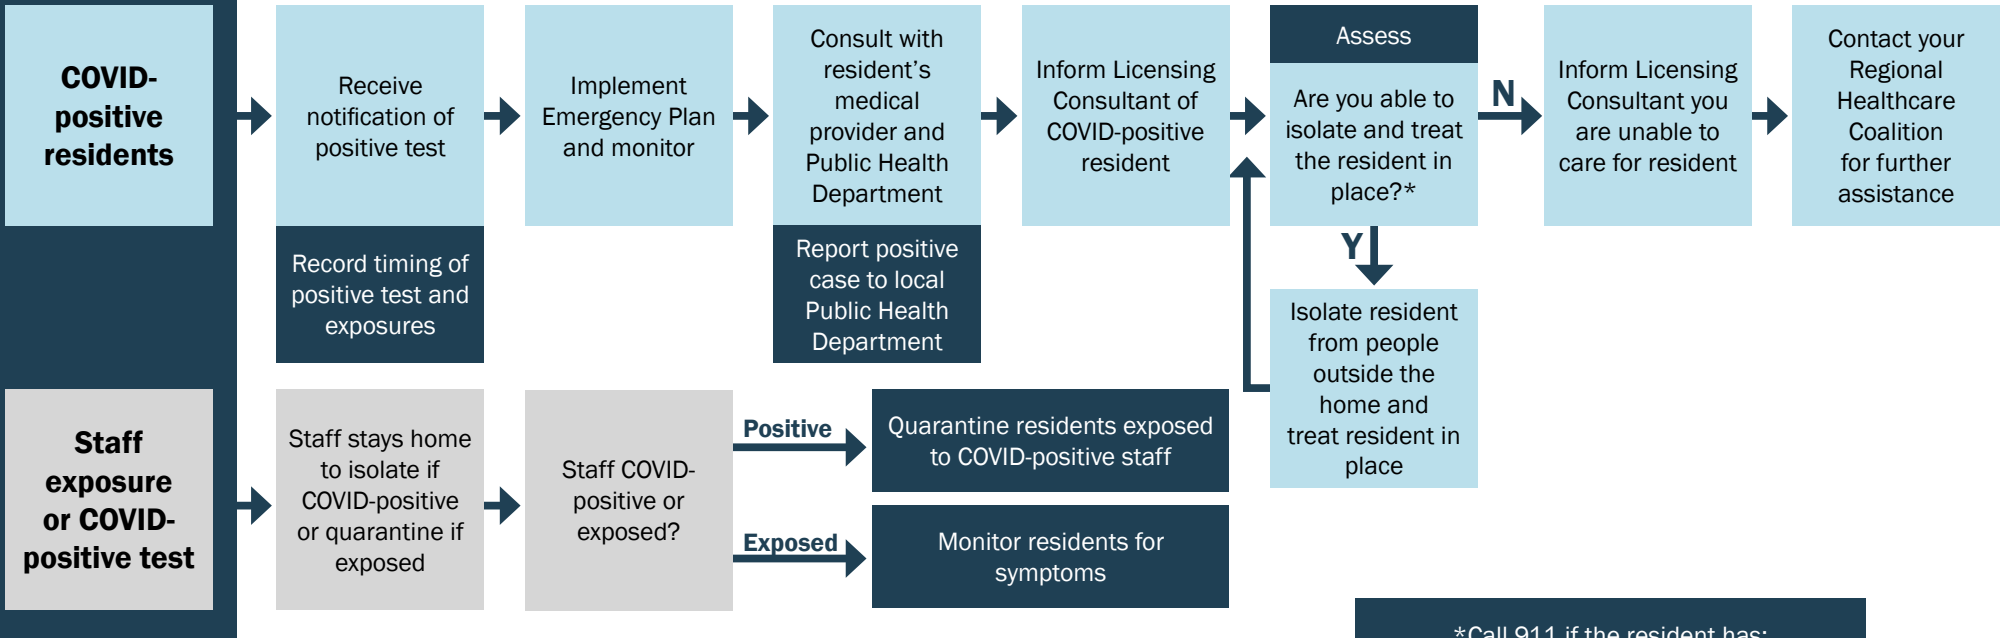 COVID-
positive
residents
Receive
notification of
positive test
Record timing of
positive test and
exposures
Implement
Emergency Plan
and monitor
Consult with
resident’s
medical
provider and
Public Health
Department
Report positive
case to local
Public Health
Department
Inform Licensing
Consultant of
COVID-positive
resident
Assess
Are you able to
isolate and treat
the resident in
place?*
N
Inform Licensing
Consultant you
are unable to
care for resident
Contact your
Regional
Healthcare
Coalition
for further
assistance
Y
Isolate resident
from people
outside the
home and
treat resident in
place
Staff
exposure
or COVID-
positive test
Staff stays home
to isolate if
COVID-positive
or quarantine if
exposed
Staff COVID-
positive or
exposed?
Positive
Quarantine residents exposed
to COVID-positive staff
Exposed
Monitor residents for
symptoms
*Call 911 if the resident has: